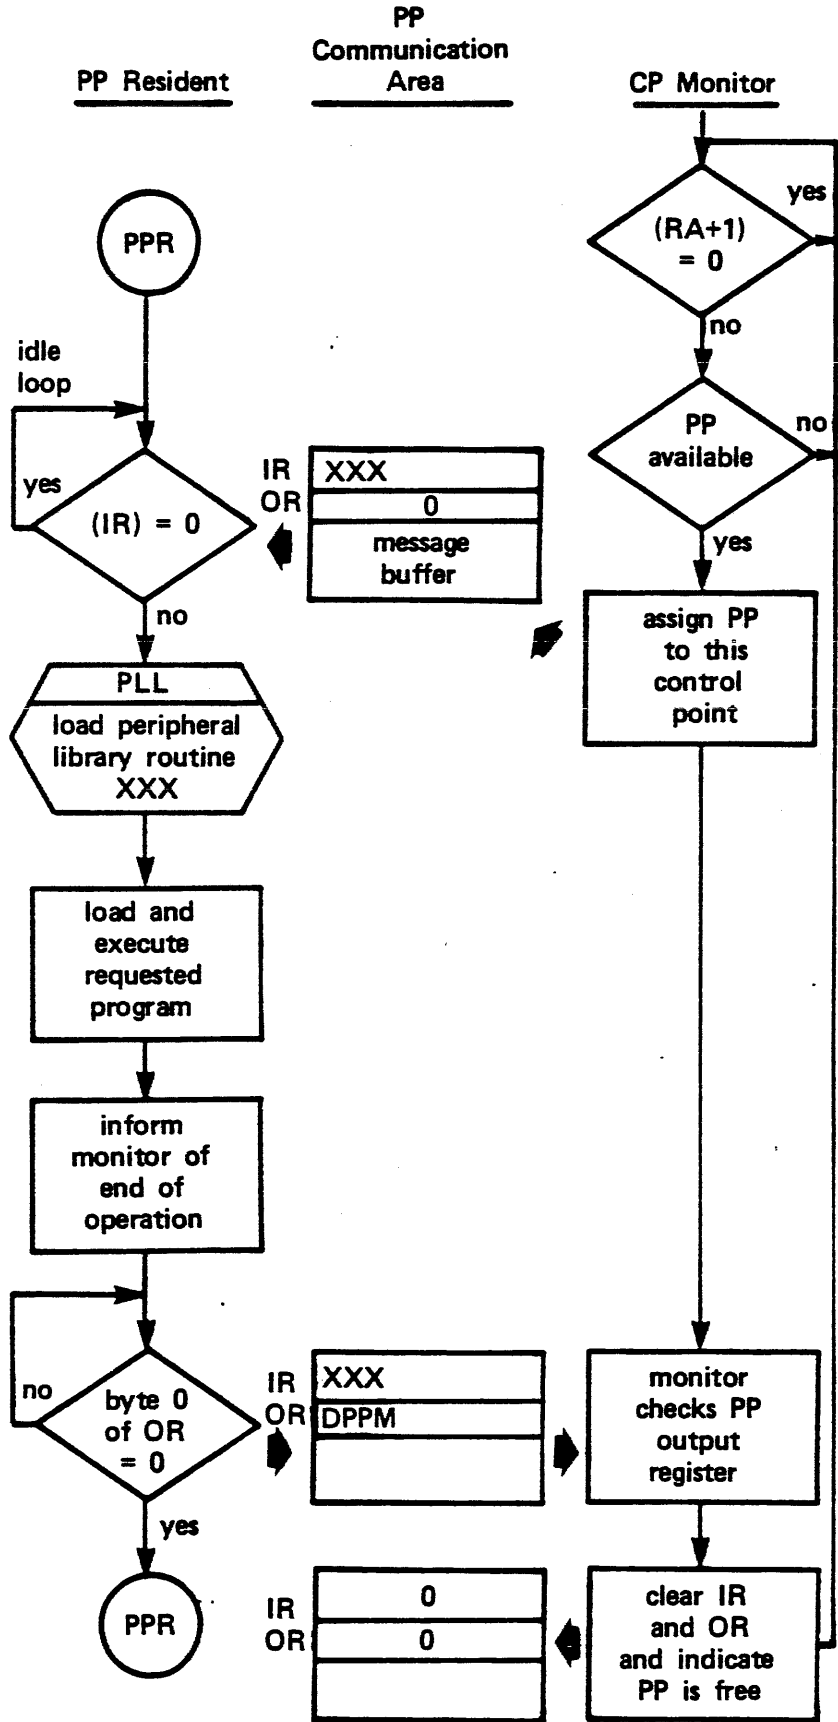 PP
Communication
Area
PP Resident
CP Monitor
PPR
idle
loop
yes
(IR) = 0
no
PLL
load peripheral
library routine
XXX
load and
execute
requested
program
inform
monitor of
end of
operation
no
byte 0
of OR
= 0
yes
PPR
IR
XXX
OR
0
message
buffer
IR
XXX
OR
DPPM
IR
0
OR
0
(RA+1)
= 0
yes
no
PP
available
no
yes
assign PP
to this
control
point
monitor
checks PP
output
register
clear IR
and OR
and indicate
PP is free